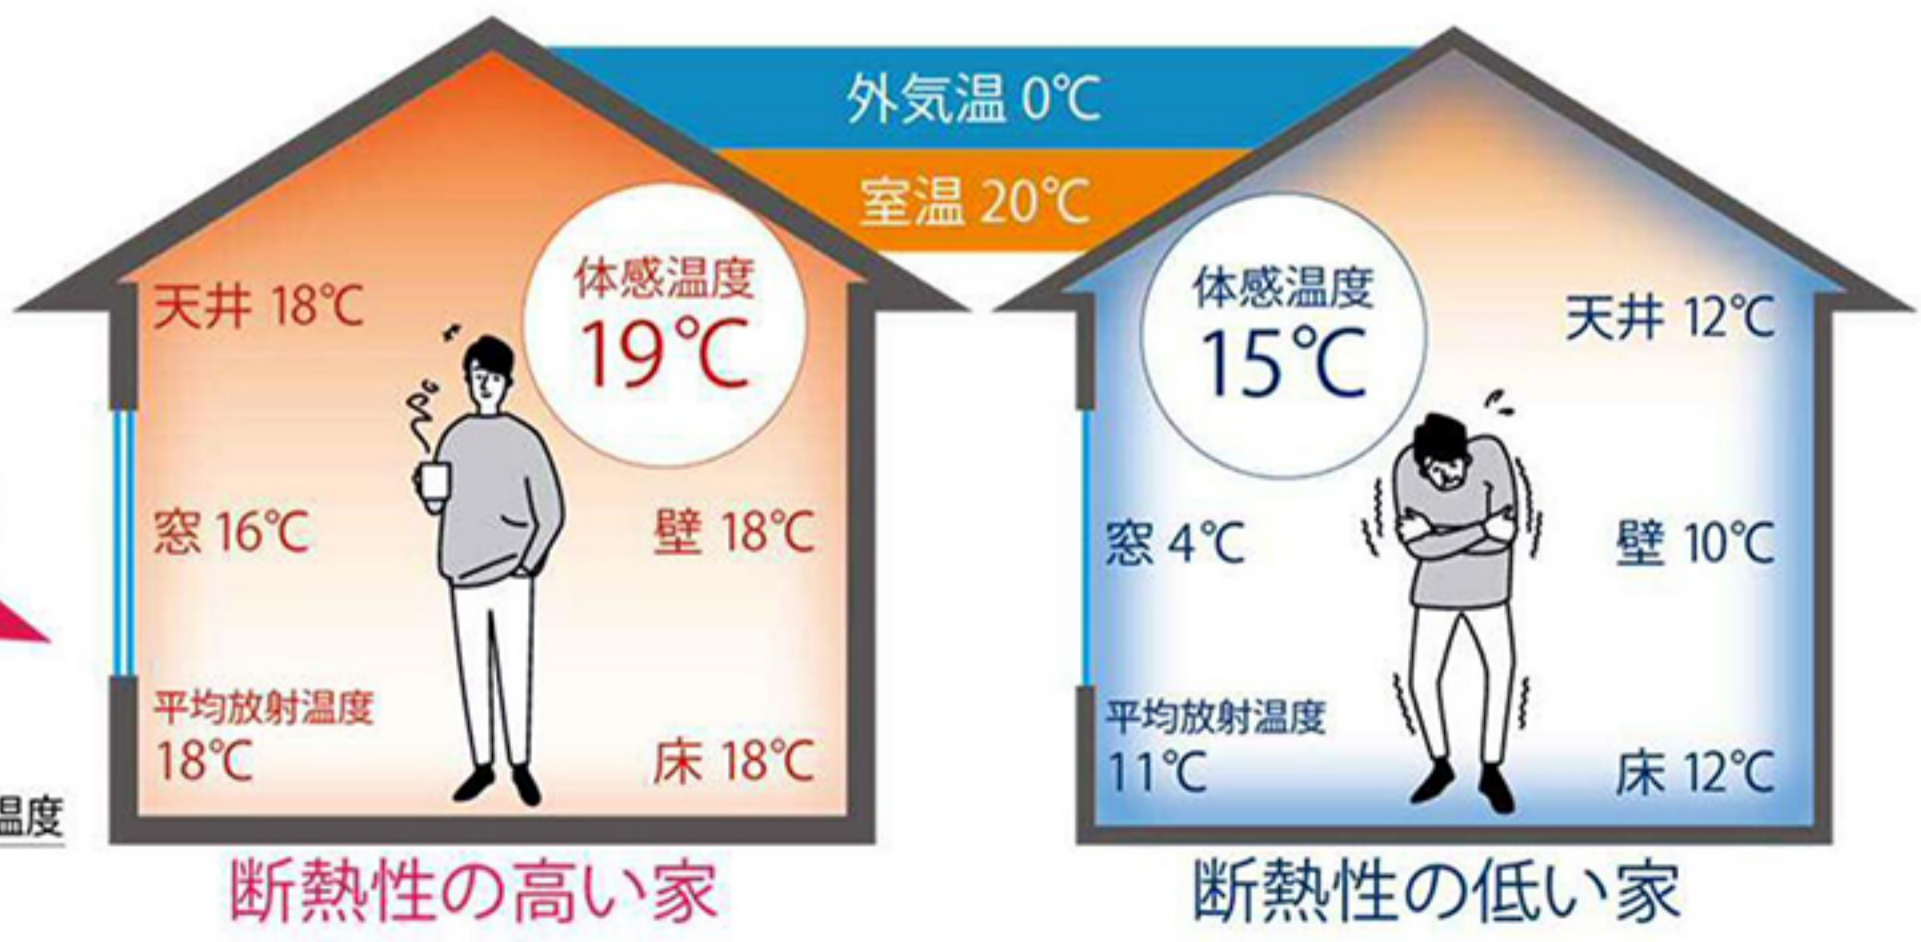 外気温 0℃
室温 20℃
天井 18℃
体感温度
19℃
窓 16℃
壁 18℃
平均放射温度
18℃
床 18℃
断熱性の高い家
体感温度
15℃
天井 12℃
窓 4℃
壁 10℃
平均放射温度
11℃
床 12℃
断熱性の低い家
温度